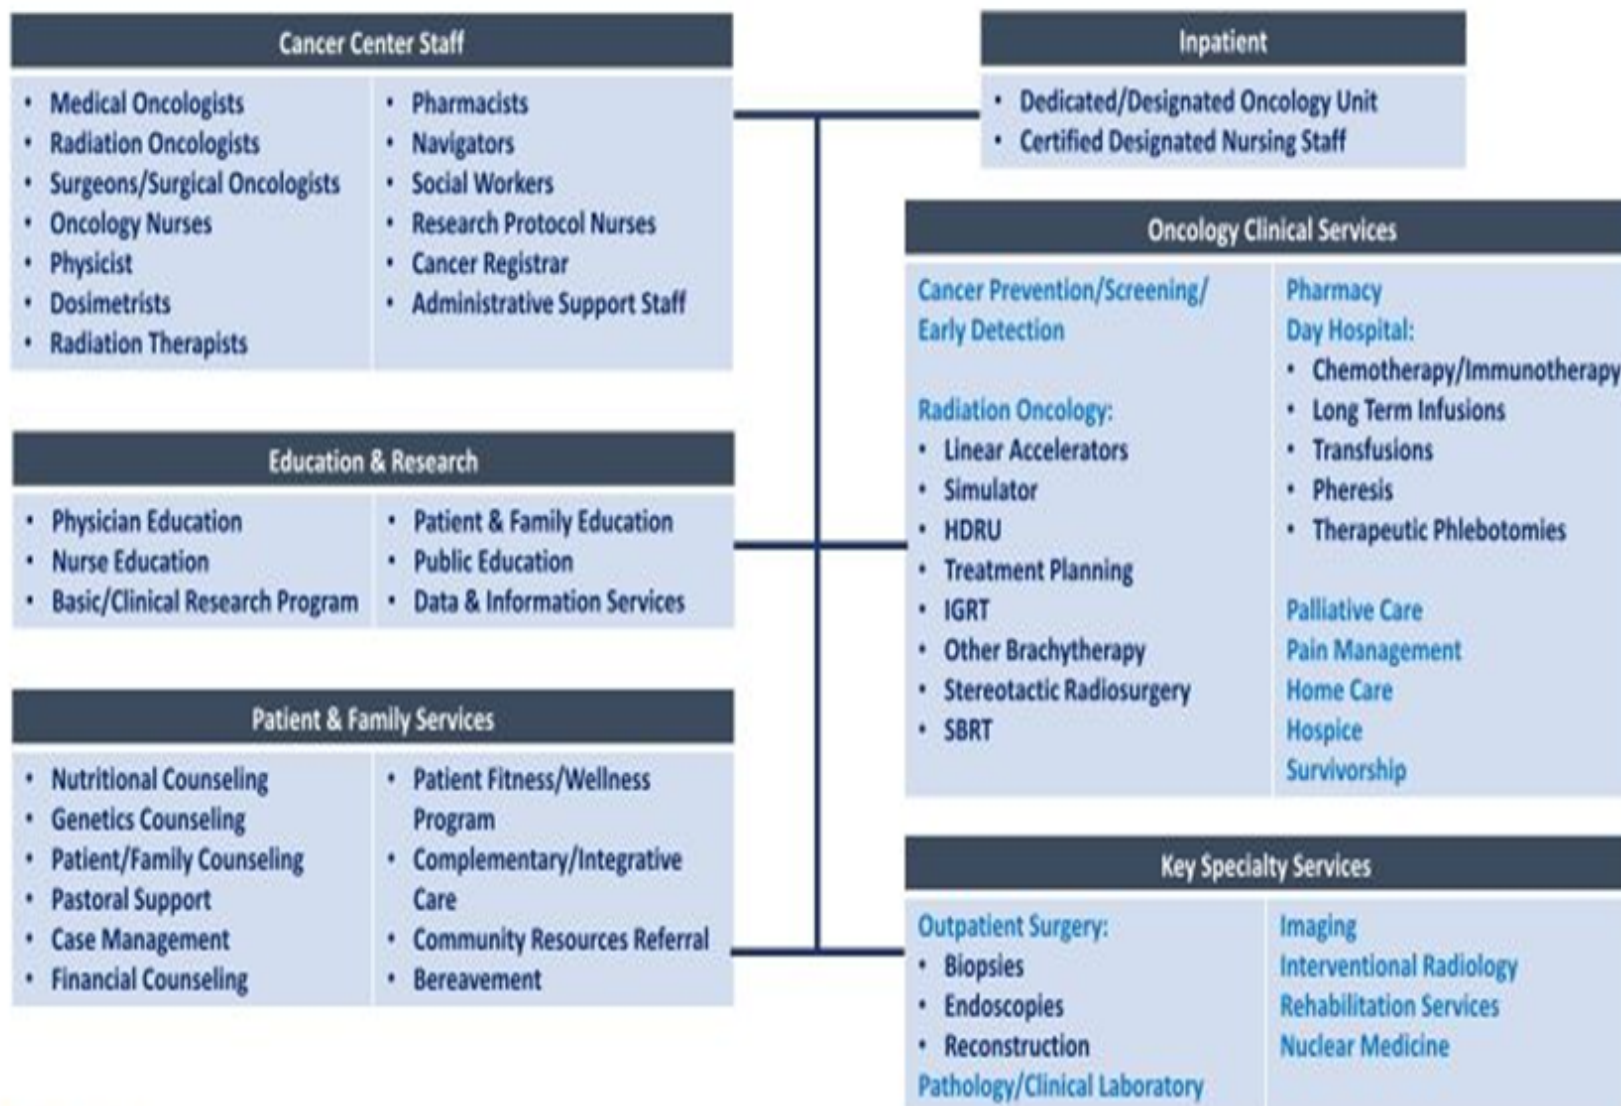 Cancer Center Staff
• Medical Oncologists
• Radiation Oncologists
• Surgeons/Surgical Oncologists
• Oncology Nurses
• Physicist
• Dosimetrists
• Radiation Therapists
• Pharmacists
• Navigators
• Social Workers
• Research Protocol Nurses
• Cancer Registrar
• Administrative Support Staff
Education & Research
• Physician Education
• Nurse Education
• Basic/Clinical Research Program
• Patient & Family Education
• Public Education
• Data & Information Services
Patient & Family Services
• Nutritional Counseling
• Genetics Counseling
• Patient/Family Counseling
• Pastoral Support
• Case Management
• Financial Counseling
• Patient Fitness/Wellness
Program
• Complementary/Integrative
Care
• Community Resources Referral
• Bereavement
Inpatient
• Dedicated/Designated Oncology Unit
• Certified Designated Nursing Staff
Oncology Clinical Services
Cancer Prevention/Screening/
Early Detection
Radiation Oncology:
• Linear Accelerators
• Simulator
• HDRU
• Treatment Planning
• IGRT
• Other Brachytherapy
• Stereotactic Radiosurgery
• SBRT
Pharmacy
Day Hospital:
• Chemotherapy/Immunotherapy
• Long Term Infusions
• Transfusions
• Pheresis
• Therapeutic Phlebotomies
Palliative Care
Pain Management
Home Care
Hospice
Survivorship
Key Specialty Services
Outpatient Surgery:
• Biopsies
• Endoscopies
• Reconstruction
Pathology/Clinical Laboratory
Imaging
Interventional Radiology
Rehabilitation Services
Nuclear Medicine